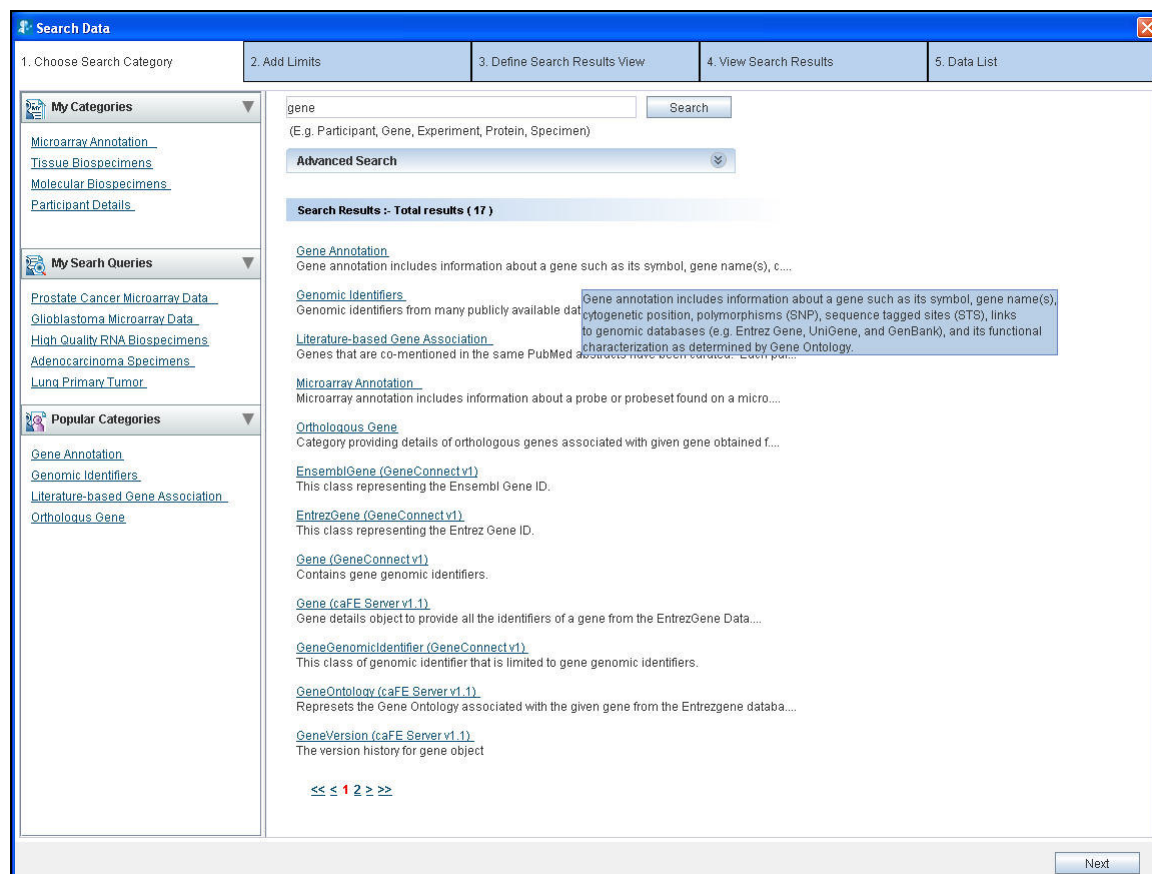 Search Data
1. Choose Search Category
2. Add Limits
3. Define Search Results View
4. View Search Results
5. Data List
My Categories
Microarray Annotation
Tissue Biospecimens
Molecular Biospecimens
Participant Details
My Searh Queries
Prostate Cancer Microarray Data
Glioblastoma Microarray Data
High Quality RNA Biospecimens
Adenocarcinoma Specimens
Lung Primary Tumor
Popular Categories
Gene Annotation
Genomic Identifiers
Literature-based Gene Association
Orthologus Gene
gene
Search
(E.g. Participant, Gene, Experiment, Protein, Specimen)
Advanced Search
Search Results :- Total results ( 17 )
Gene Annotation
Gene annotation includes information about a gene such as its symbol, gene name(s), c....
Genomic Identifiers
Genomic identifiers from many publicly available dat
Gene annotation includes information about a gene such as its symbol, gene name(s),
cytogenetic position, polymorphisms (SNP), sequence tagged sites (STS), links
to genomic databases (e.g. Entrez Gene, UniGene, and GenBank), and its functional
characterization as determined by Gene Ontology.
Literature-based Gene Association
Genes that are co-mentioned in the same PubMed abstracts have been curated. Each
Microarray Annotation
Microarray annotation includes information about a probe or probeset found on a micro....
Orthologous Gene
Category providing details of orthologous genes associated with given gene obtained f....
EnsemblGene (GeneConnect v1)
This class representing the Ensembl Gene ID.
EntrezGene (GeneConnect v1)
This class representing the Entrez Gene ID.
Gene (GeneConnect v1)
Contains gene genomic identifiers.
Gene (caFE Server v1.1)
Gene details object to provide all the identifiers of a gene from the EntrezGene Data....
GeneGenomicIdentifier (GeneConnect v1)
This class of genomic identifier that is limited to gene genomic identifiers.
GeneOntology (caFE Server v1.1)
Represets the Gene Ontology associated with the given gene from the Entrezgene databa....
GeneVersion (caFE Server v1.1)
The version history for gene object
<< < 1 2 > >>
Next